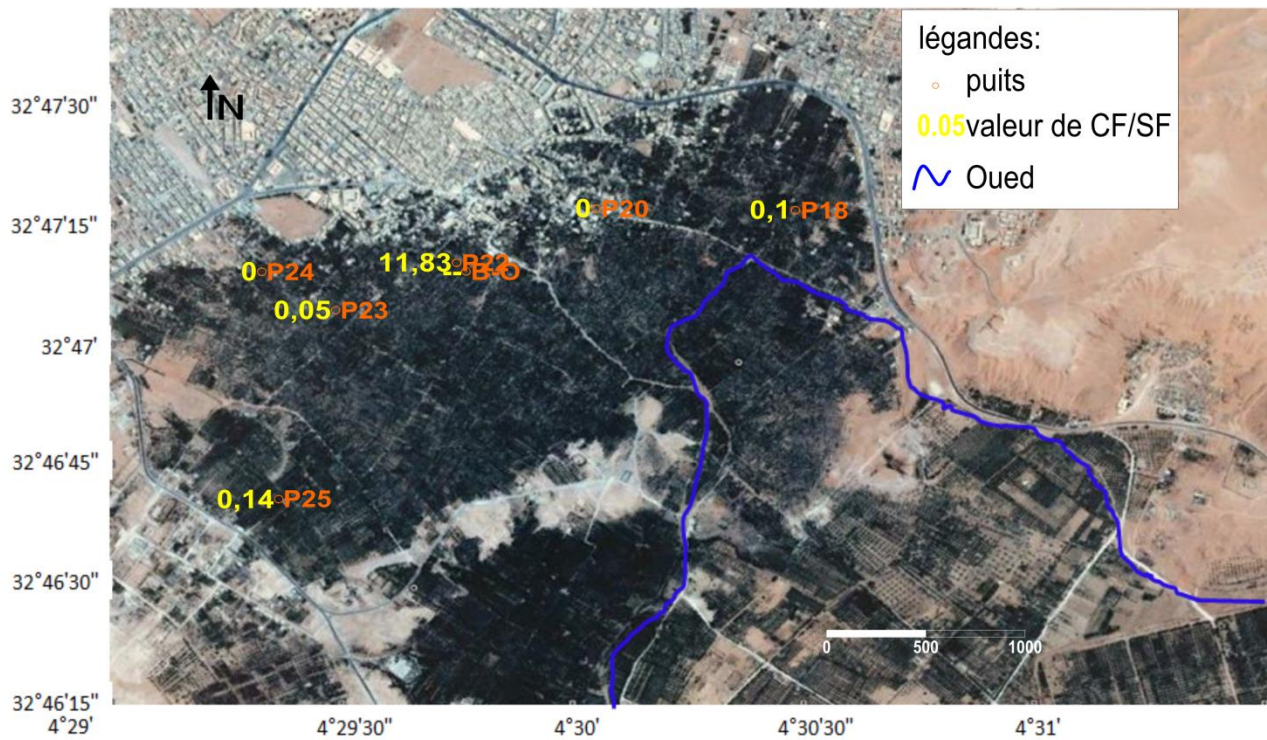 légandes:
puits
0.05 valeur de CF/SF
Oued
N
32°47'30"
32°47'15"
32°47'
32°46'45"
32°46'30"
32°46'15"
0 P20
0,1 P18
11,83 P22
-- B-O
0 P24
0,05 P23
0,14 P25
0 500 1000
4°29' 4°29'30" 4°30' 4°30'30" 4°31'